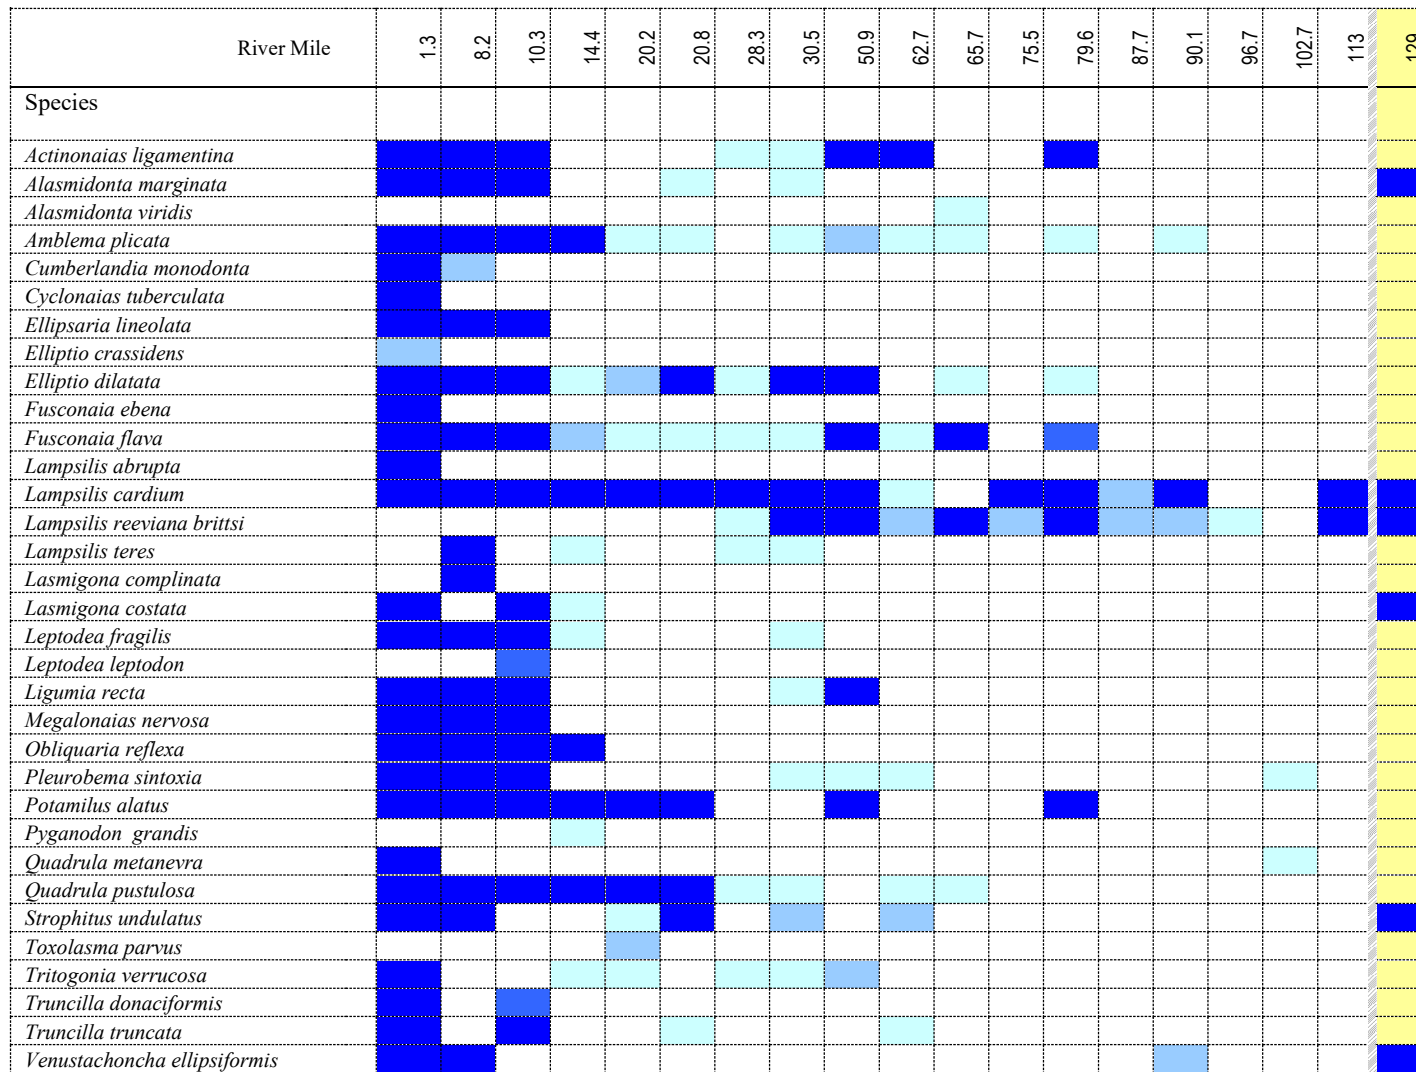 River Mile 1.3 8.2 10.3 14.4 20.2 20.8 28.3 30.5 50.9 62.7 65.7 75.5 79.6 87.7 90.1 96.7 102.7 113 129
Species
Actinonaias ligamentina
Alasmidonta marginata
Alasmidonta viridis
Amblema plicata
Cumberlandia monodonta
Cyclonaias tuberculata
Ellipsaria lineolata
Elliptio crassidens
Elliptio dilatata
Fusconaia ebena
Fusconaia flava
Lampsilis abrupta
Lampsilis cardium
Lampsilis reeviana brittsi
Lampsilis teres
Lasmigona complinata
Lasmigona costata
Leptodea fragilis
Leptodea leptodon
Ligumia recta
Megalonaias nervosa
Obliquaria reflexa
Pleurobema sintoxia
Potamilus alatus
Pyganodon grandis
Quadrula metanevra
Quadrula pustulosa
Strophitus undulatus
Toxolasma parvus
Tritogonia verrucosa
Truncilla donaciformis
Truncilla truncata
Venustachoncha ellipsiformis